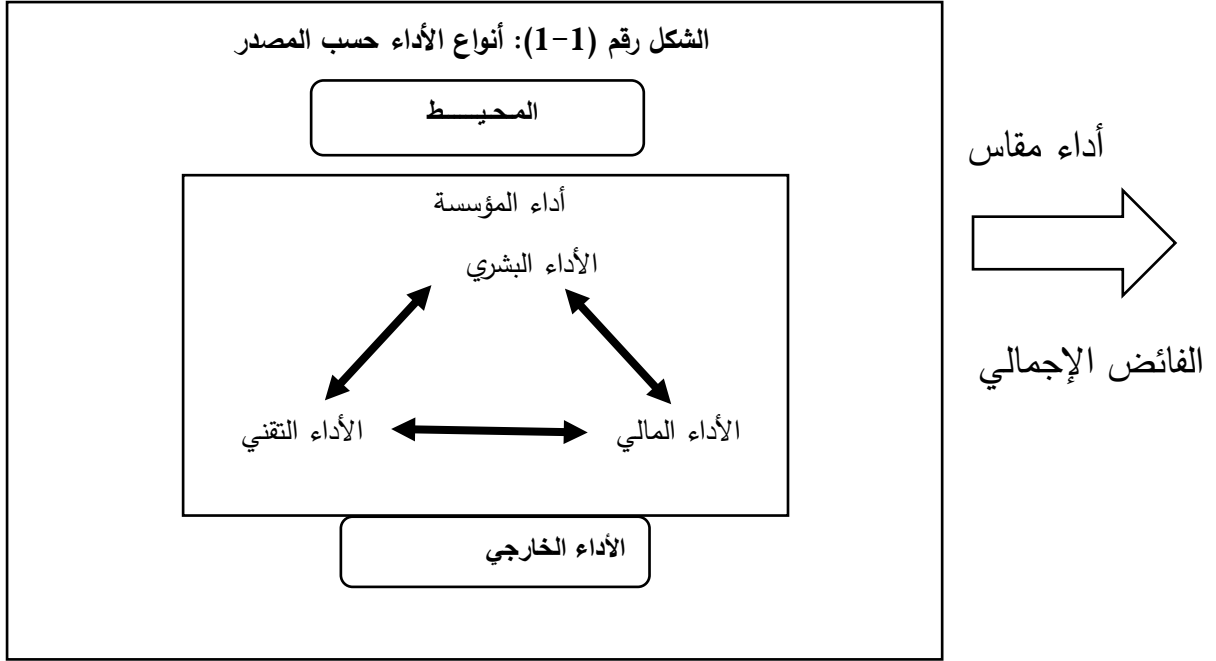 الشكل رقم (1-1): أنواع الأداء حسب المصدر
المـحـيـــــط
أداء مقاس
أداء المؤسسة
الأداء البشري
الفائض الإجمالي
الأداء المالي
الأداء التقني
الأداء الخارجي